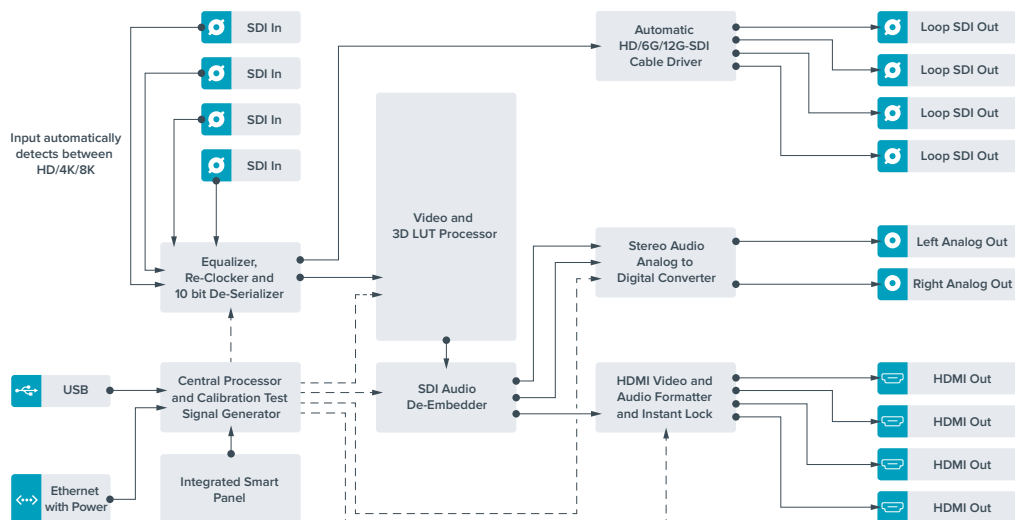 SDI In
SDI In
SDI In
SDI In
Input automatically
detects between
HD/4K/8K
Automatic
HD/6G/12G-SDI
Cable Driver
Loop SDI Out
Loop SDI Out
Loop SDI Out
Loop SDI Out
Video and
3D LUT Processor
Equalizer,
Re-Clocker and
10 bit De-Serializer
Stereo Audio
Analog to
Digital Converter
Left Analog Out
Right Analog Out
USB
Central Processor
and Calibration Test
Signal Generator
SDI Audio
De-Embedder
HDMI Video and
Audio Formatter
and Instant Lock
HDMI Out
HDMI Out
HDMI Out
HDMI Out
Ethernet
with Power
Integrated Smart
Panel